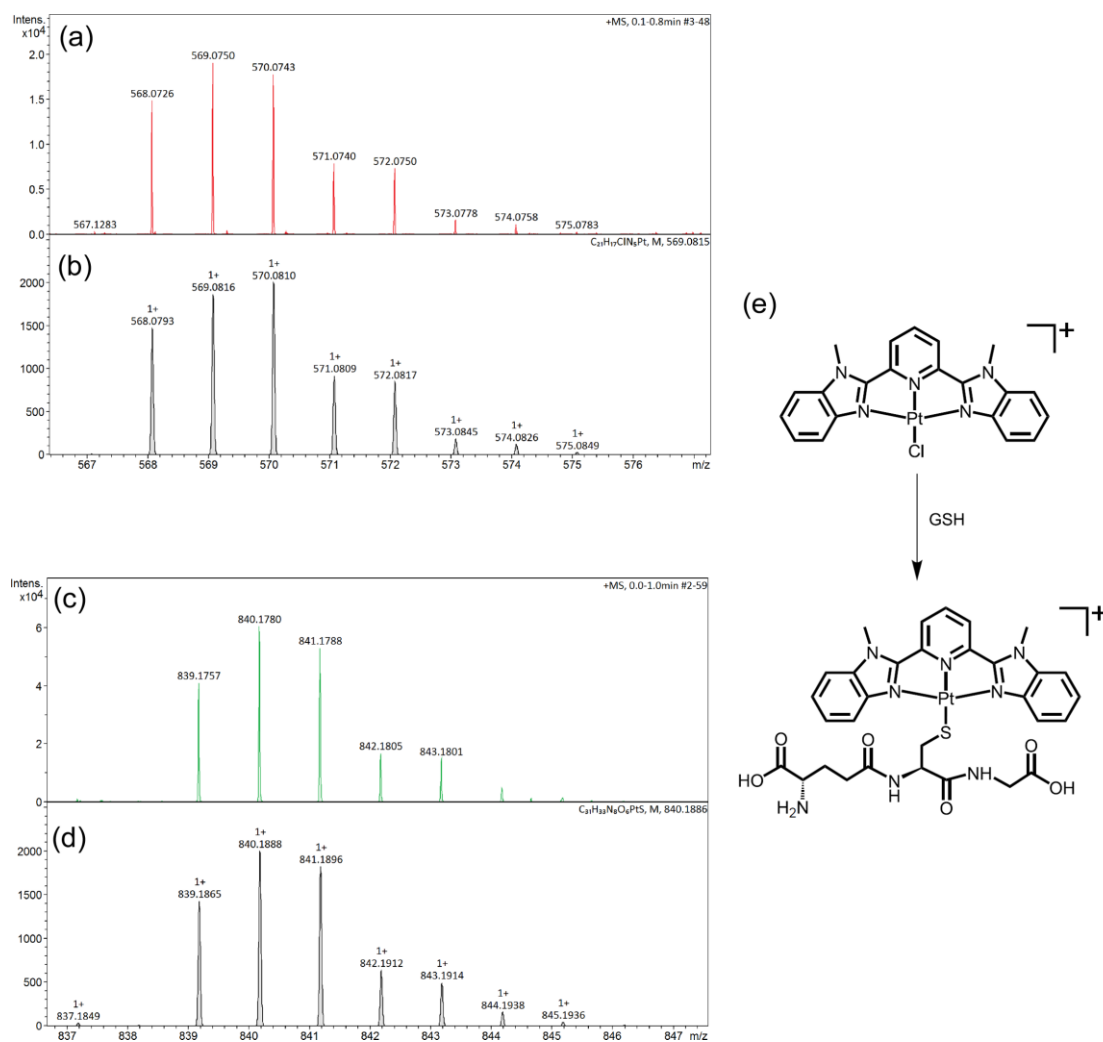 Intens.
x10⁴
(a)
+MS, 0.1-0.8min #3-48
2.0
1.5
1.0
0.5
0.0
567.1283
568.0726
569.0750
570.0743
571.0740
572.0750
573.0778
574.0758
575.0783
(b)
C₂₁H₁₇ClN₅Pt, M, 569.0815
2000
1500
1000
500
0
1+
568.0793
1+
569.0816
1+
570.0810
1+
571.0809
1+
572.0817
1+
573.0845
1+
574.0826
1+
575.0849
567 568 569 570 571 572 573 574 575 576 m/z
Intens.
x10⁴
(c)
+MS, 0.0-1.0min #2-59
6
4
2
0
839.1757
840.1780
841.1788
842.1805
843.1801
(d)
C₃₁H₃₃N₈O₆PtS, M, 840.1886
2000
1500
1000
500
0
1+
837.1849
1+
839.1865
1+
840.1888
1+
841.1896
1+
842.1912
1+
843.1914
1+
844.1938
1+
845.1936
837 838 839 840 841 842 843 844 845 846 847 m/z
(e)
+
N N N
N Pt N
Cl
GSH
+
N N N
N Pt N
S
O O O
HO N NH OH
H₂N H O